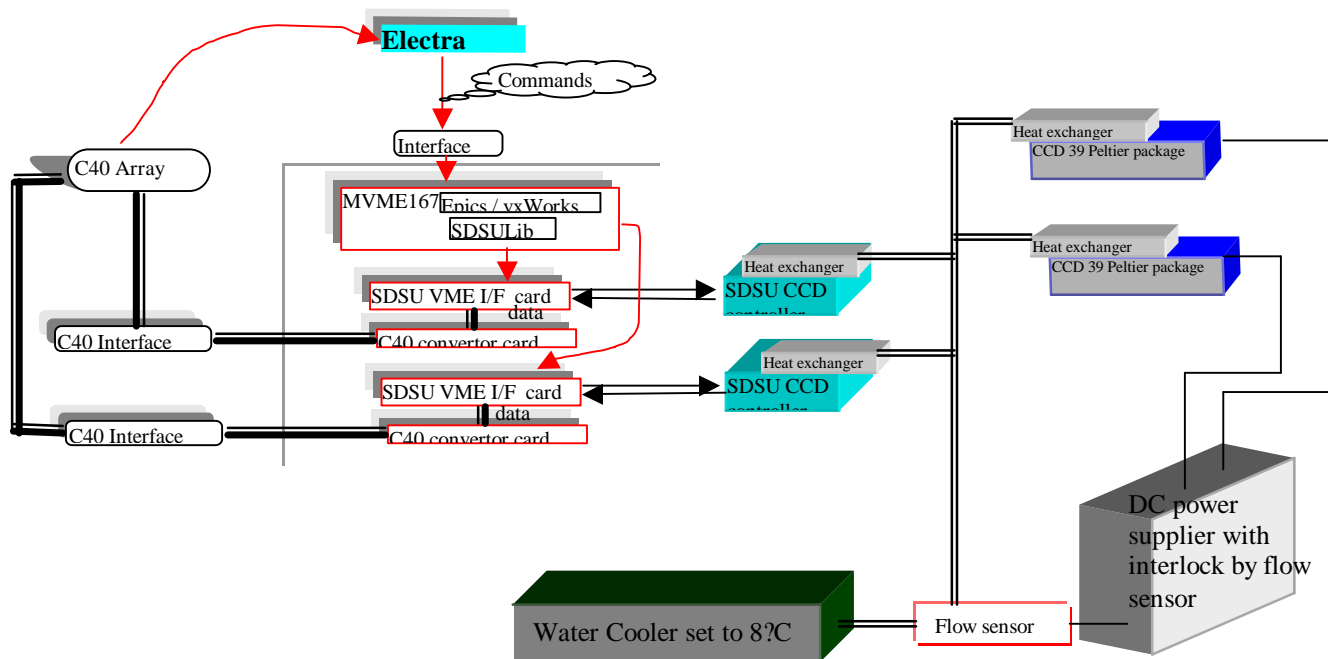 Electra
Commands
Interface
C40 Array
MVME167
Epics / vxWorks
SDSULib
SDSU VME I/F card
data
C40 convertor card
C40 Interface
SDSU VME I/F card
data
C40 convertor card
C40 Interface
Heat exchanger
SDSU CCD
controller
Heat exchanger
SDSU CCD
controller
Heat exchanger
CCD 39 Peltier package
Heat exchanger
CCD 39 Peltier package
DC power
supplier with
interlock by flow
sensor
Water Cooler set to 8?C
Flow sensor